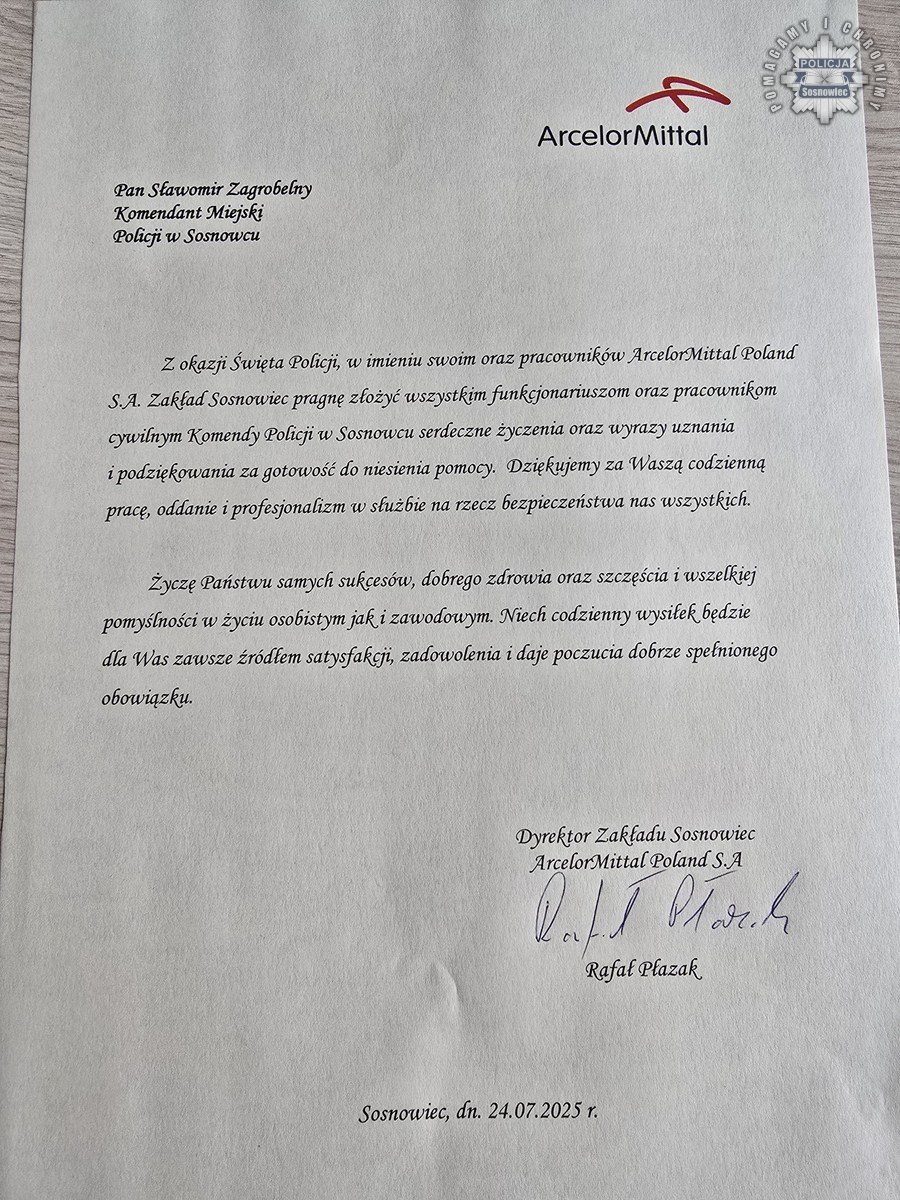 POMAGAMY I CHRONIMY
POLICJA
Sosnowiec
ArcelorMittal
Pan Sławomir Zagrobelny
Komendant Miejski
Policji w Sosnowcu
Z okazji Święta Policji, w imieniu swoim oraz pracowników ArcelorMittal Poland
S.A. Zakład Sosnowiec pragnę złożyć wszystkim funkcjonariuszom oraz pracownikom
cywilnym Komendy Policji w Sosnowcu serdeczne życzenia oraz wyrazy uznania
i podziękowania za gotowość do niesienia pomocy. Dziękujemy za Waszą codzienną
pracę, oddanie i profesjonalizm w służbie na rzecz bezpieczeństwa nas wszystkich.
Życzę Państwu samych sukcesów, dobrego zdrowia oraz szczęścia i wszelkiej
pomyślności w życiu osobistym jak i zawodowym. Niech codzienny wysiłek będzie
dla Was zawsze źródłem satysfakcji, zadowolenia i daje poczucia dobrze spełnionego
obowiązku.
Dyrektor Zakładu Sosnowiec
ArcelorMittal Poland S.A
Rafał Płazak
Rafał Płazak
Sosnowiec, dn. 24.07.2025 r.